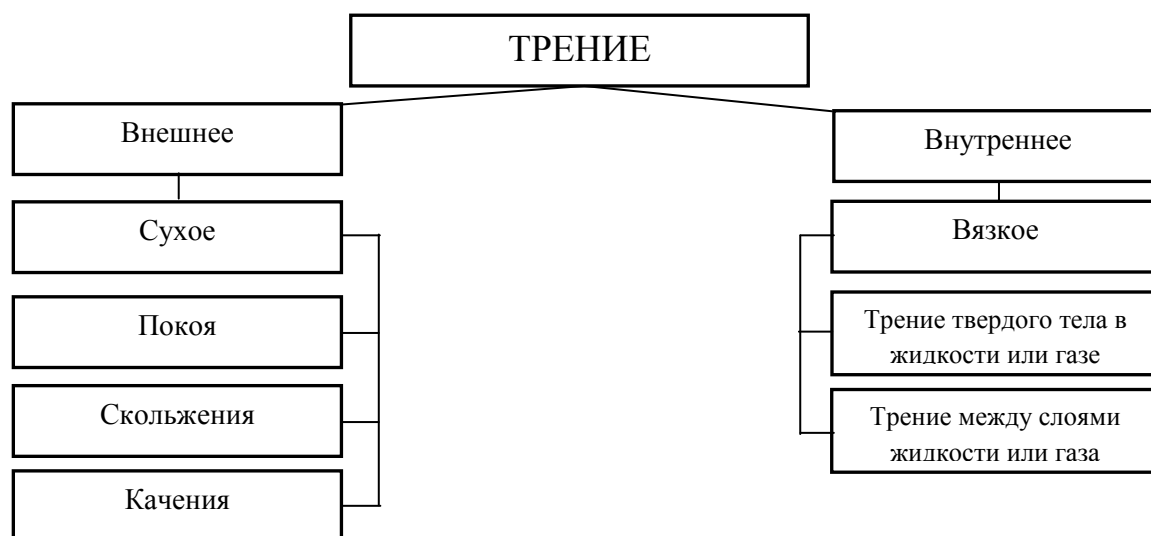 ТРЕНИЕ
Внешнее
Сухое
Покоя
Скольжения
Качения
Внутреннее
Вязкое
Трение твердого тела в
жидкости или газе
Трение между слоями
жидкости или газа